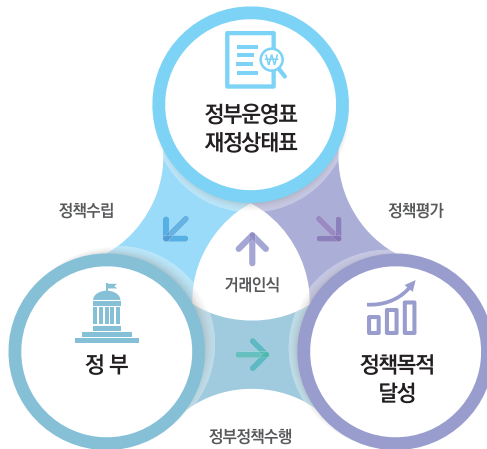 ₩
정부운영표
재정상태표
정책수립
정책평가
거래인식
정 부
정책목적
달성
정부정책수행